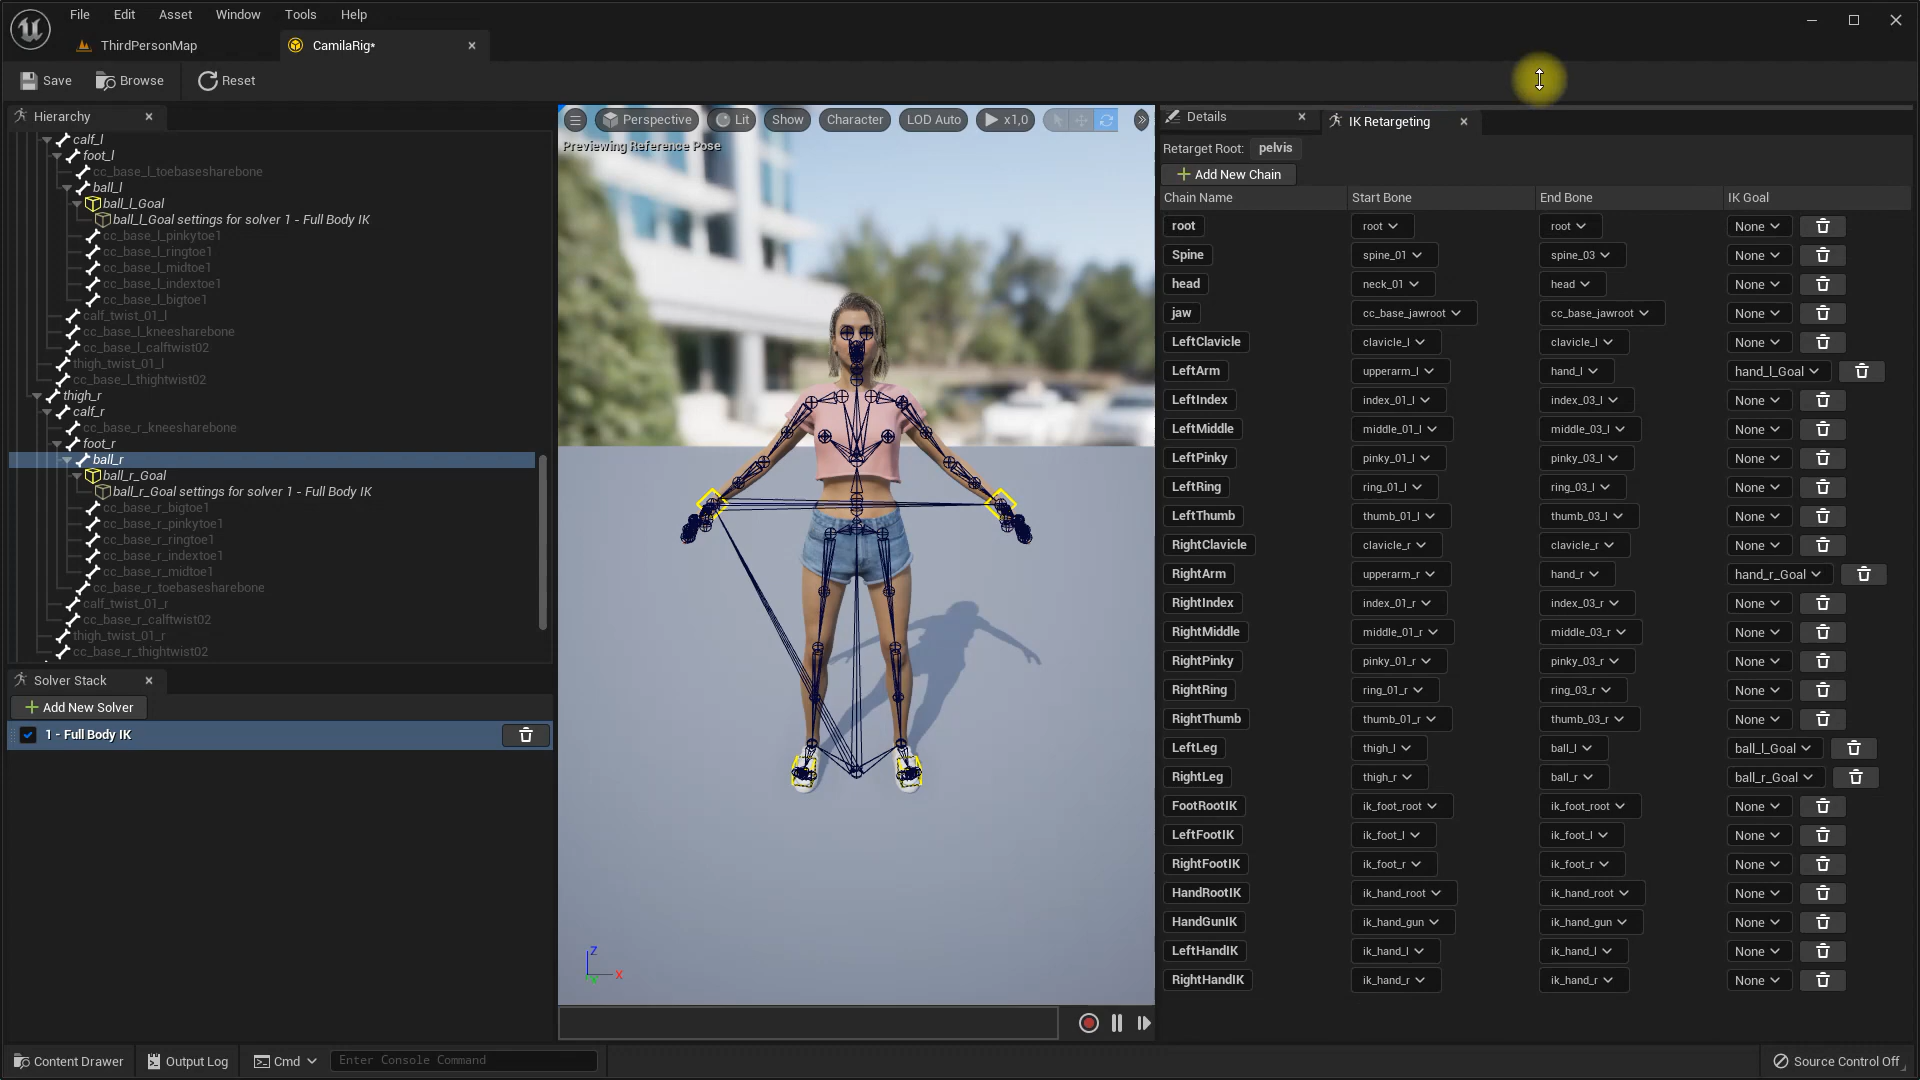 File Edit Asset Window Tools Help
ThirdPersonMap
CamilaRig*
Save Browse Reset
Hierarchy
calf_l
foot_l
cc_base_l_toebasesharebone
ball_l
ball_l_Goal
ball_l_Goal settings for solver 1 - Full Body IK
cc_base_l_pinkytoe1
cc_base_l_ringtoe1
cc_base_l_midtoe1
cc_base_l_indextoe1
cc_base_l_bigtoe1
calf_twist_01_l
cc_base_l_kneesharebone
cc_base_l_calftwist02
thigh_twist_01_l
cc_base_l_thightwist02
thigh_r
calf_r
cc_base_r_kneesharebone
foot_r
ball_r
ball_r_Goal
ball_r_Goal settings for solver 1 - Full Body IK
cc_base_r_bigtoe1
cc_base_r_pinkytoe1
cc_base_r_ringtoe1
cc_base_r_indextoe1
cc_base_r_midtoe1
cc_base_r_toebasesharebone
calf_twist_01_r
cc_base_r_calftwist02
thigh_twist_01_r
cc_base_r_thightwist02
Solver Stack
Add New Solver
1 - Full Body IK
Perspective Lit Show Character LOD Auto x1,0
Previewing Reference Pose
Z
X
Details
IK Retargeting
Retarget Root: pelvis
Add New Chain
Chain Name Start Bone End Bone IK Goal
root root root None
Spine spine_01 spine_03 None
head neck_01 head None
jaw cc_base_jawroot cc_base_jawroot None
LeftClavicle clavicle_l clavicle_l None
LeftArm upperarm_l hand_l hand_l_Goal
LeftIndex index_01_l index_03_l None
LeftMiddle middle_01_l middle_03_l None
LeftPinky pinky_01_l pinky_03_l None
LeftRing ring_01_l ring_03_l None
LeftThumb thumb_01_l thumb_03_l None
RightClavicle clavicle_r clavicle_r None
RightArm upperarm_r hand_r hand_r_Goal
RightIndex index_01_r index_03_r None
RightMiddle middle_01_r middle_03_r None
RightPinky pinky_01_r pinky_03_r None
RightRing ring_01_r ring_03_r None
RightThumb thumb_01_r thumb_03_r None
LeftLeg thigh_l ball_l ball_l_Goal
RightLeg thigh_r ball_r ball_r_Goal
FootRootIK ik_foot_root ik_foot_root None
LeftFootIK ik_foot_l ik_foot_l None
RightFootIK ik_foot_r ik_foot_r None
HandRootIK ik_hand_root ik_hand_root None
HandGunIK ik_hand_gun ik_hand_gun None
LeftHandIK ik_hand_l ik_hand_l None
RightHandIK ik_hand_r ik_hand_r None
Content Drawer Output Log Cmd Enter Console Command Source Control Off